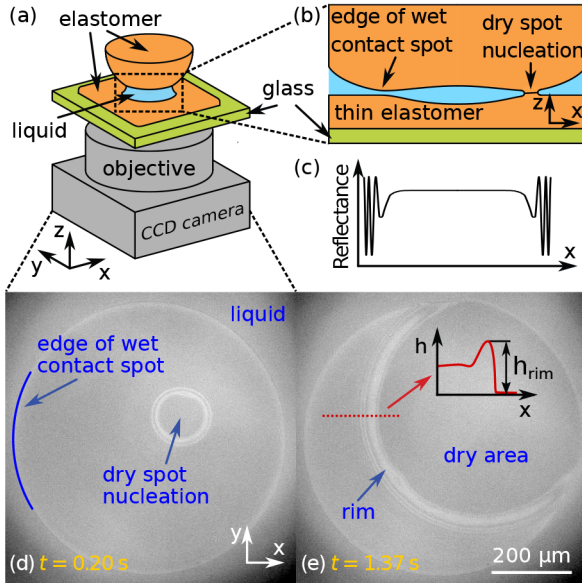 (a)
elastomer
liquid
glass
objective
CCD camera
z
y
x
(b)
edge of wet
contact spot
dry spot
nucleation
z
x
thin elastomer
(c)
Reflectance
x
liquid
edge of wet
contact spot
dry spot
nucleation
y
x
(d) t = 0.20 s
h
h_rim
x
dry area
rim
(e) t = 1.37 s
200 μm